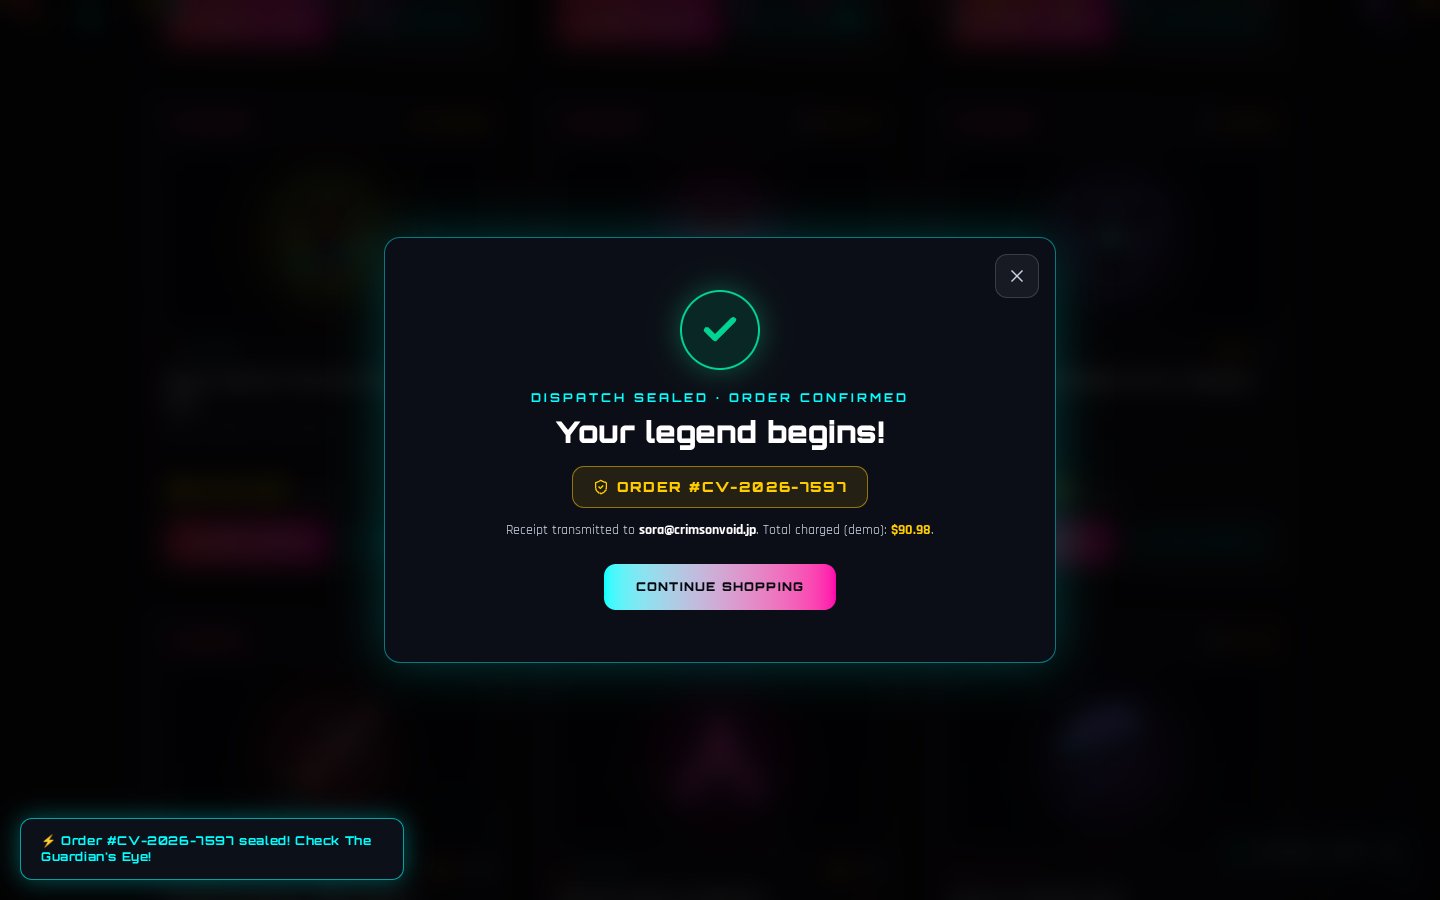 DISPATCH SEALED · ORDER CONFIRMED
Your legend begins!
ORDER #CV-2026-7597
Receipt transmitted to sora@crimsonvoid.jp. Total charged (demo): $90.98.
CONTINUE SHOPPING
⚡ Order #CV-2026-7597 sealed! Check The
Guardian's Eye!